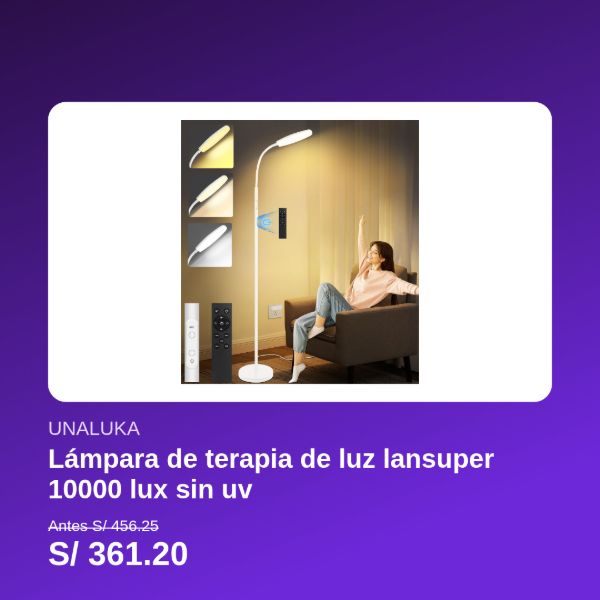 UNALUKA
Lámpara de terapia de luz lansuper
10000 lux sin uv
Antes S/ 456.25
S/ 361.20